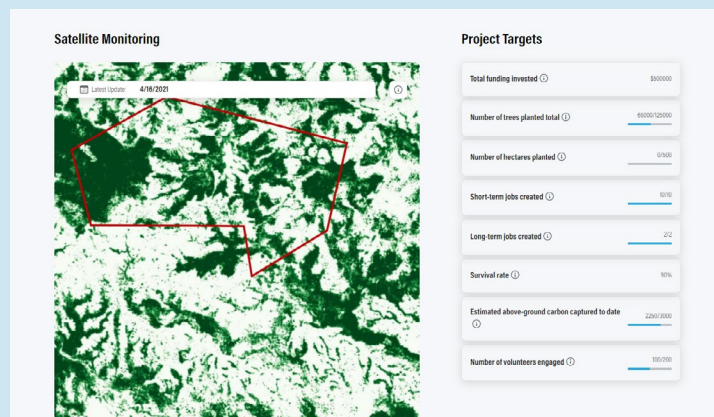 Satellite Monitoring
Latest Update 4/16/2021
Project Targets
Total funding invested $500000
Number of trees planted total 65000/125000
Number of hectares planted 0/500
Short-term jobs created 10/10
Long-term jobs created 2/2
Survival rate 90%
Estimated above-ground carbon captured to date 2250/3000
Number of volunteers engaged 100/200